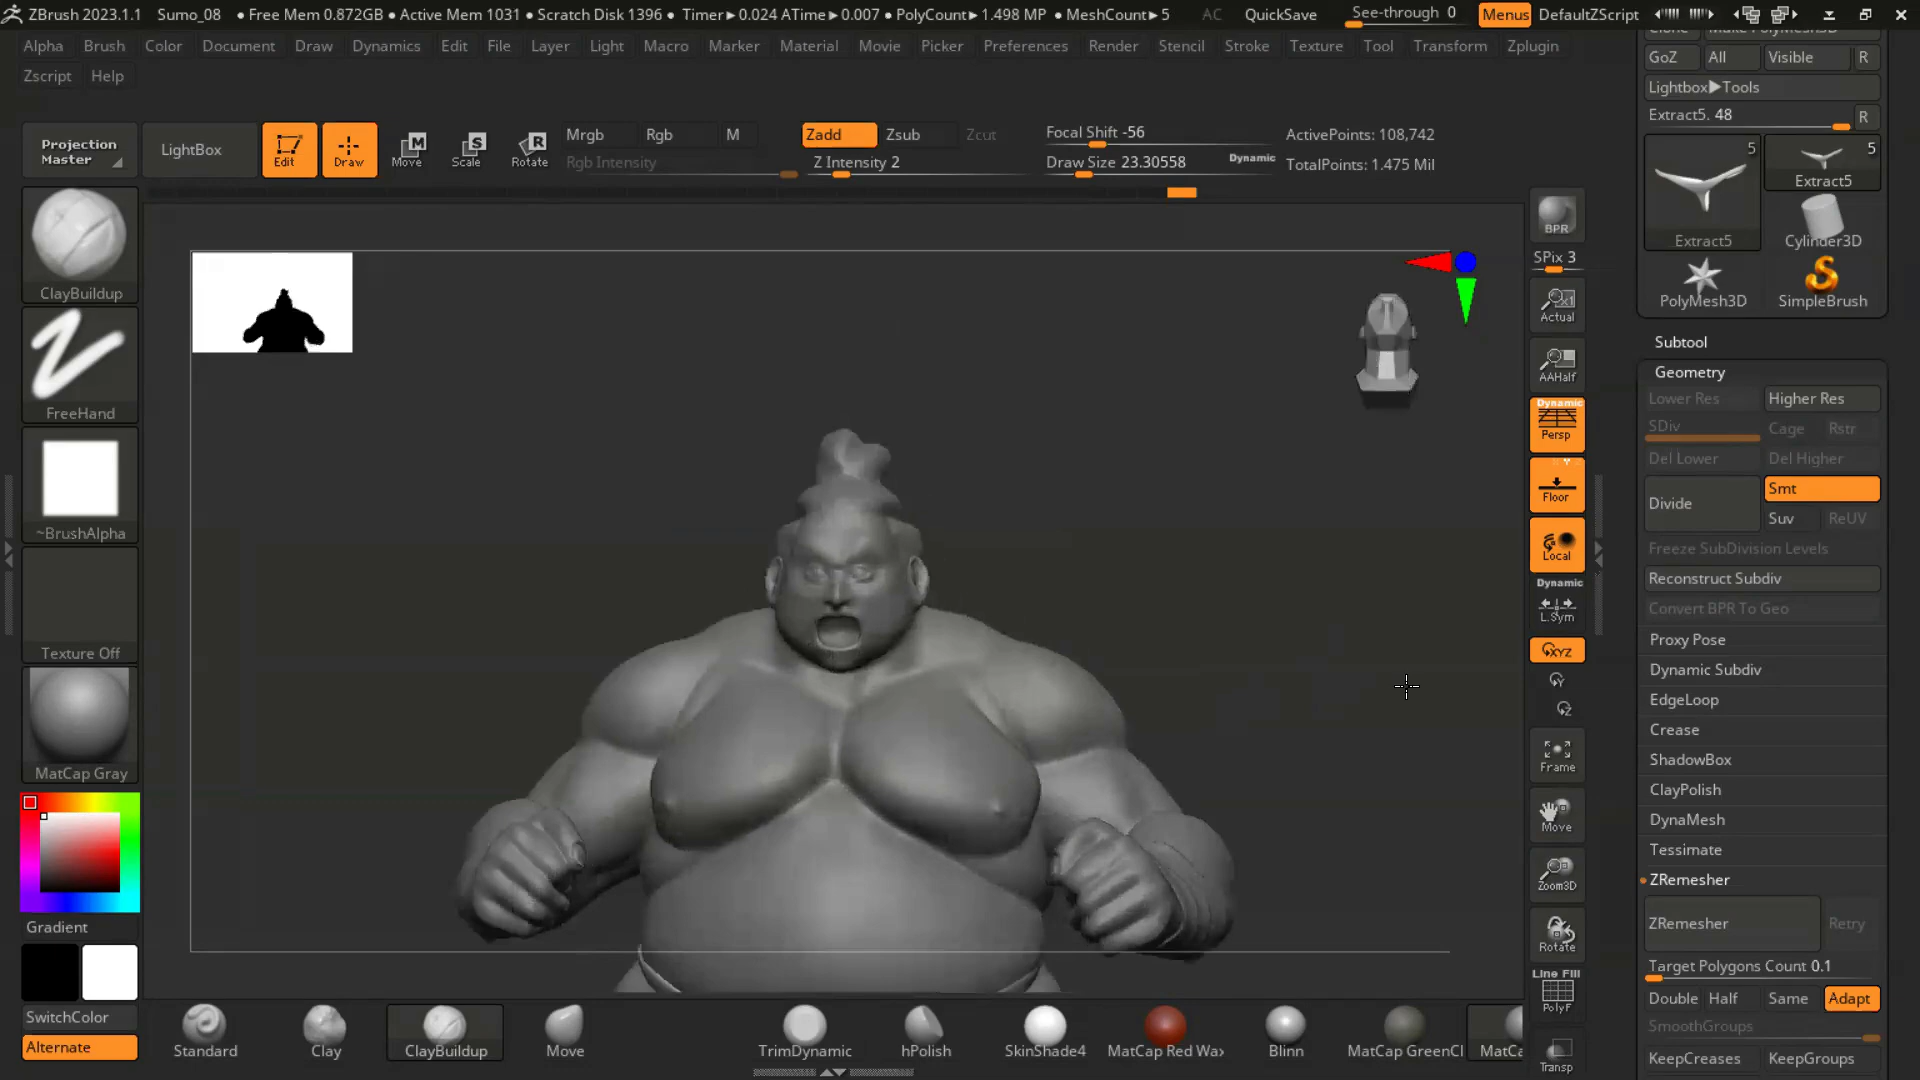 ZBrush 2023.1.1 Sumo_08 • Free Mem 0.872GB • Active Mem 1031 • Scratch Disk 1396 • Timer►0.024 ATime►0.007 • PolyCount►1.498 MP • MeshCount►5 AC QuickSave See-through 0 Menus DefaultZScript
Alpha Brush Color Document Draw Dynamics Edit File Layer Light Macro Marker Material Movie Picker Preferences Render Stencil Stroke Texture Tool Transform Zplugin
Zscript Help
Projection Master
LightBox
Edit
Draw
Move
Scale
Rotate
Mrgb Rgb M
Rgb Intensity
Zadd Zsub Zcut
Z Intensity 2
Focal Shift -56
Draw Size 23.30558 Dynamic
ActivePoints: 108,742
TotalPoints: 1.475 Mil
ClayBuildup
FreeHand
~BrushAlpha
Texture Off
MatCap Gray
Gradient
SwitchColor
Alternate
BPR
SPix 3
Actual
AAHalf
Dynamic
Persp
Floor
Local
Dynamic
L.Sym
XYZ
Y
Z
Frame
Move
Zoom3D
Rotate
Line Fill
PolyF
Transp
GoZ All Visible R
Lightbox►Tools
Extract5. 48 R
5
Extract5
5
Extract5
Cylinder3D
PolyMesh3D
SimpleBrush
Subtool
Geometry
Lower Res Higher Res
SDiv Cage Rstr
Del Lower Del Higher
Divide Smt
Suv ReUV
Freeze SubDivision Levels
Reconstruct Subdiv
Convert BPR To Geo
Proxy Pose
Dynamic Subdiv
EdgeLoop
Crease
ShadowBox
ClayPolish
DynaMesh
Tessimate
ZRemesher
ZRemesher Retry
Target Polygons Count 0.1
Double Half Same Adapt
SmoothGroups
KeepCreases KeepGroups
Standard Clay ClayBuildup Move TrimDynamic hPolish SkinShade4 MatCap Red Wax Blinn MatCap GreenCl MatCa